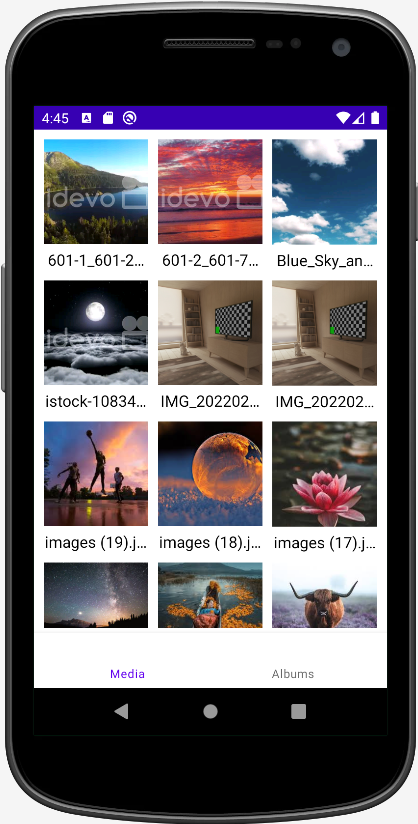 4:45
idevo
idevo
601-1_601-2...
601-2_601-7...
Blue_Sky_an...
idevo
istock-10834...
IMG_202202...
IMG_202202...
images (19).j...
images (18).j...
images (17).j...
Media
Albums